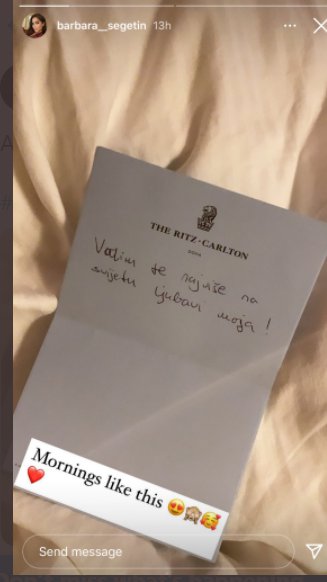 barbara__segetin 13h
THE RITZ-CARLTON
Volim te najviše na
svijetu ljubavi moja !
Mornings like this 😍🙈🥰
❤️
Send message